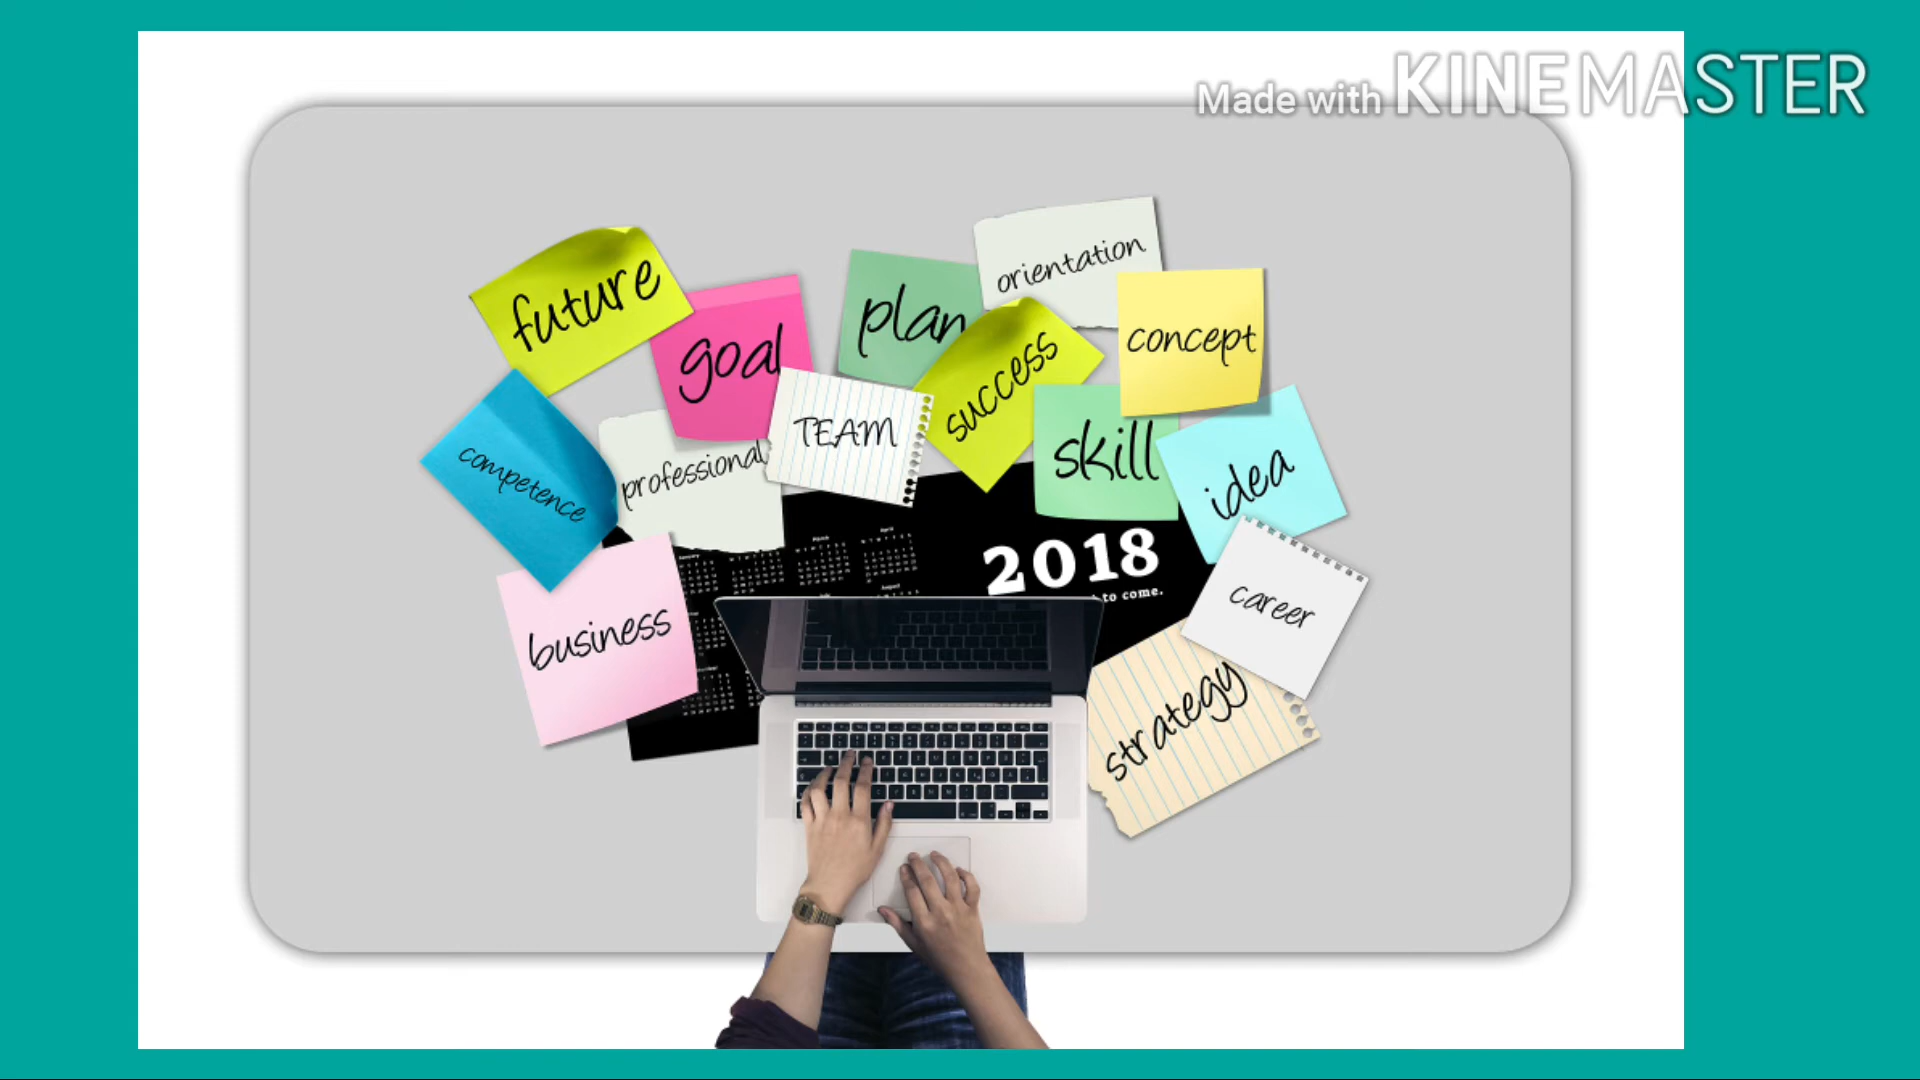 Made with KINEMASTER
orientation
future
plan
concept
goal
success
TEAM
skill
professional
competence
idea
2018
to come.
career
business
strategy